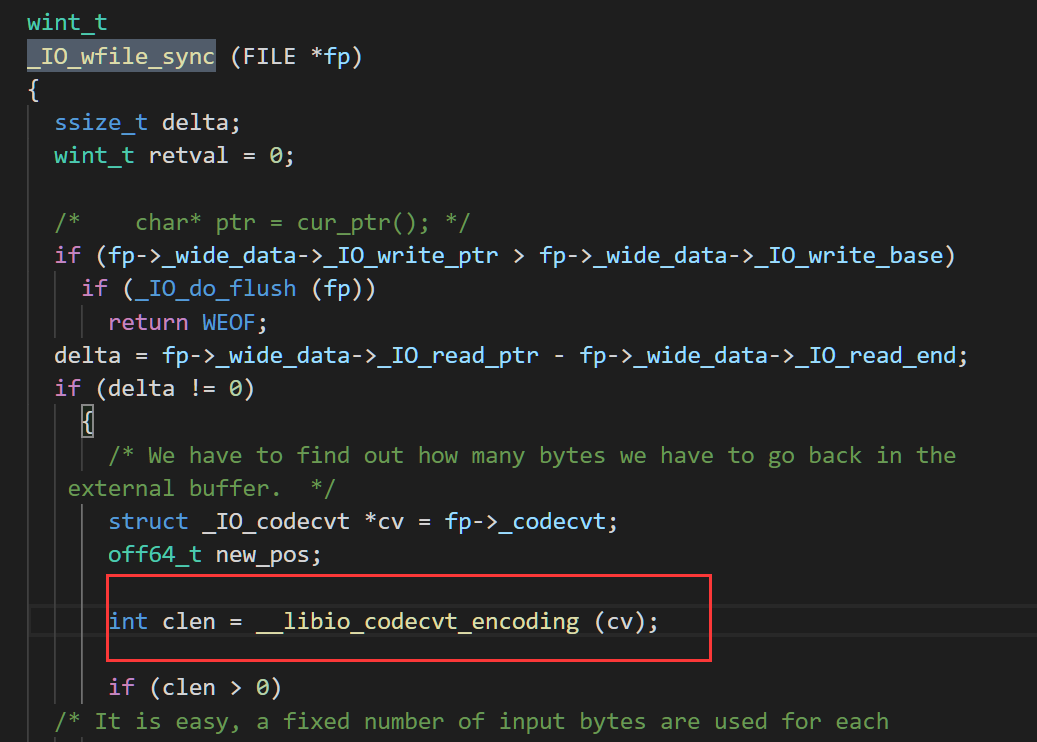 wint_t
_IO_wfile_sync (FILE *fp)
{
ssize_t delta;
wint_t retval = 0;
/*    char* ptr = cur_ptr(); */
if (fp->_wide_data->_IO_write_ptr > fp->_wide_data->_IO_write_base)
if (_IO_do_flush (fp))
return WEOF;
delta = fp->_wide_data->_IO_read_ptr - fp->_wide_data->_IO_read_end;
if (delta != 0)
{
/* We have to find out how many bytes we have to go back in the
external buffer.  */
struct _IO_codecvt *cv = fp->_codecvt;
off64_t new_pos;
int clen = __libio_codecvt_encoding (cv);
if (clen > 0)
/* It is easy, a fixed number of input bytes are used for each